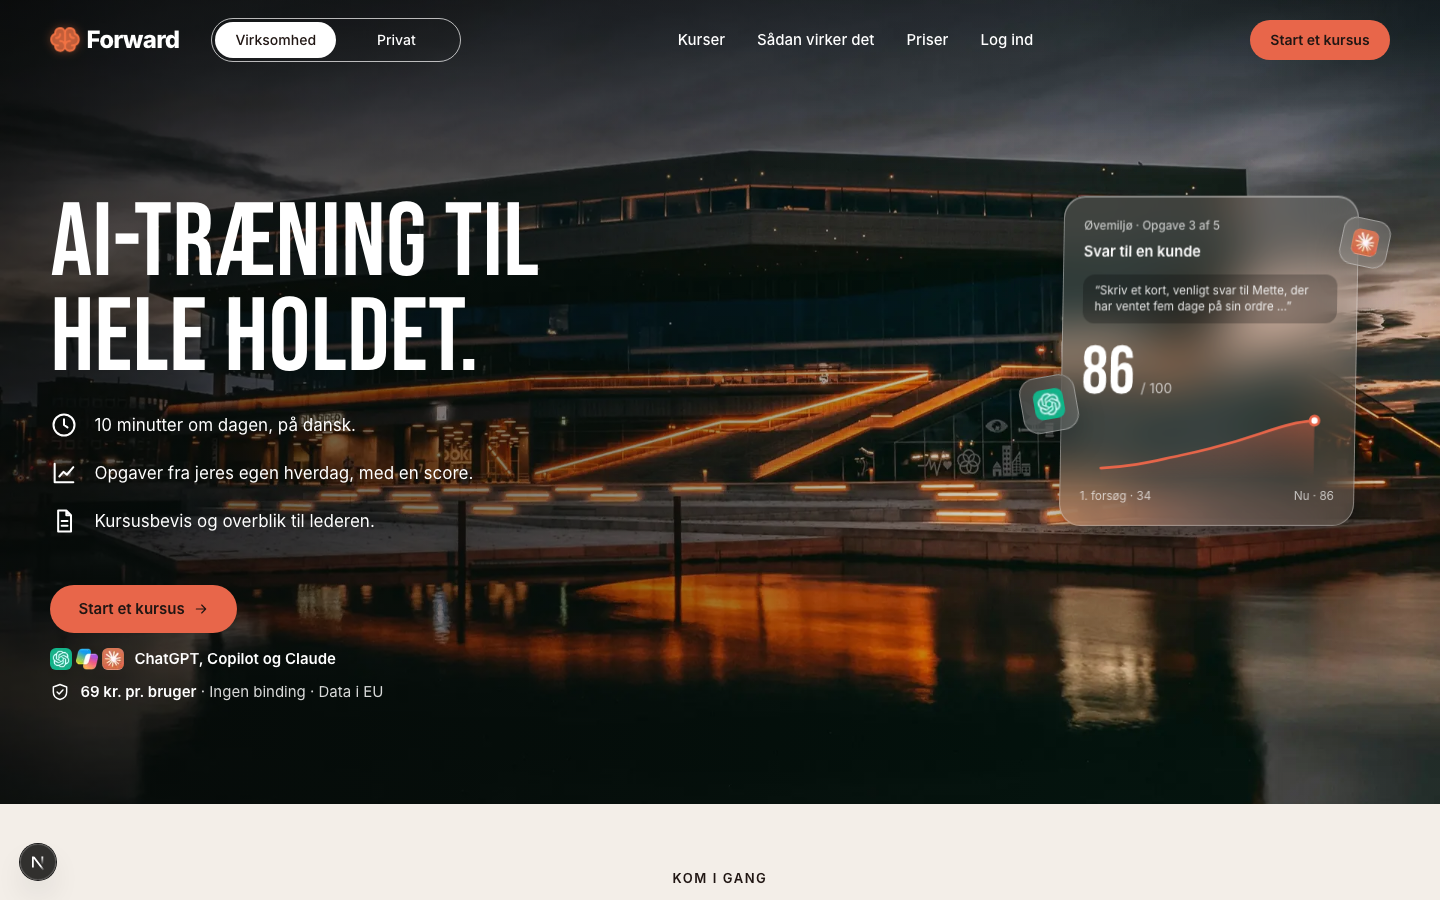 Forward
Virksomhed
Privat
Kurser
Sådan virker det
Priser
Log ind
Start et kursus
AI-TRÆNING TIL
HELE HOLDET.
10 minutter om dagen, på dansk.
Opgaver fra jeres egen hverdag, med en score.
Kursusbevis og overblik til lederen.
Start et kursus →
ChatGPT, Copilot og Claude
69 kr. pr. bruger · Ingen binding · Data i EU
Øvemiljø · Opgave 3 af 5
Svar til en kunde
“Skriv et kort, venligt svar til Mette, der
har ventet fem dage på sin ordre ...”
86 / 100
1. forsøg · 34
Nu · 86
N
KOM I GANG